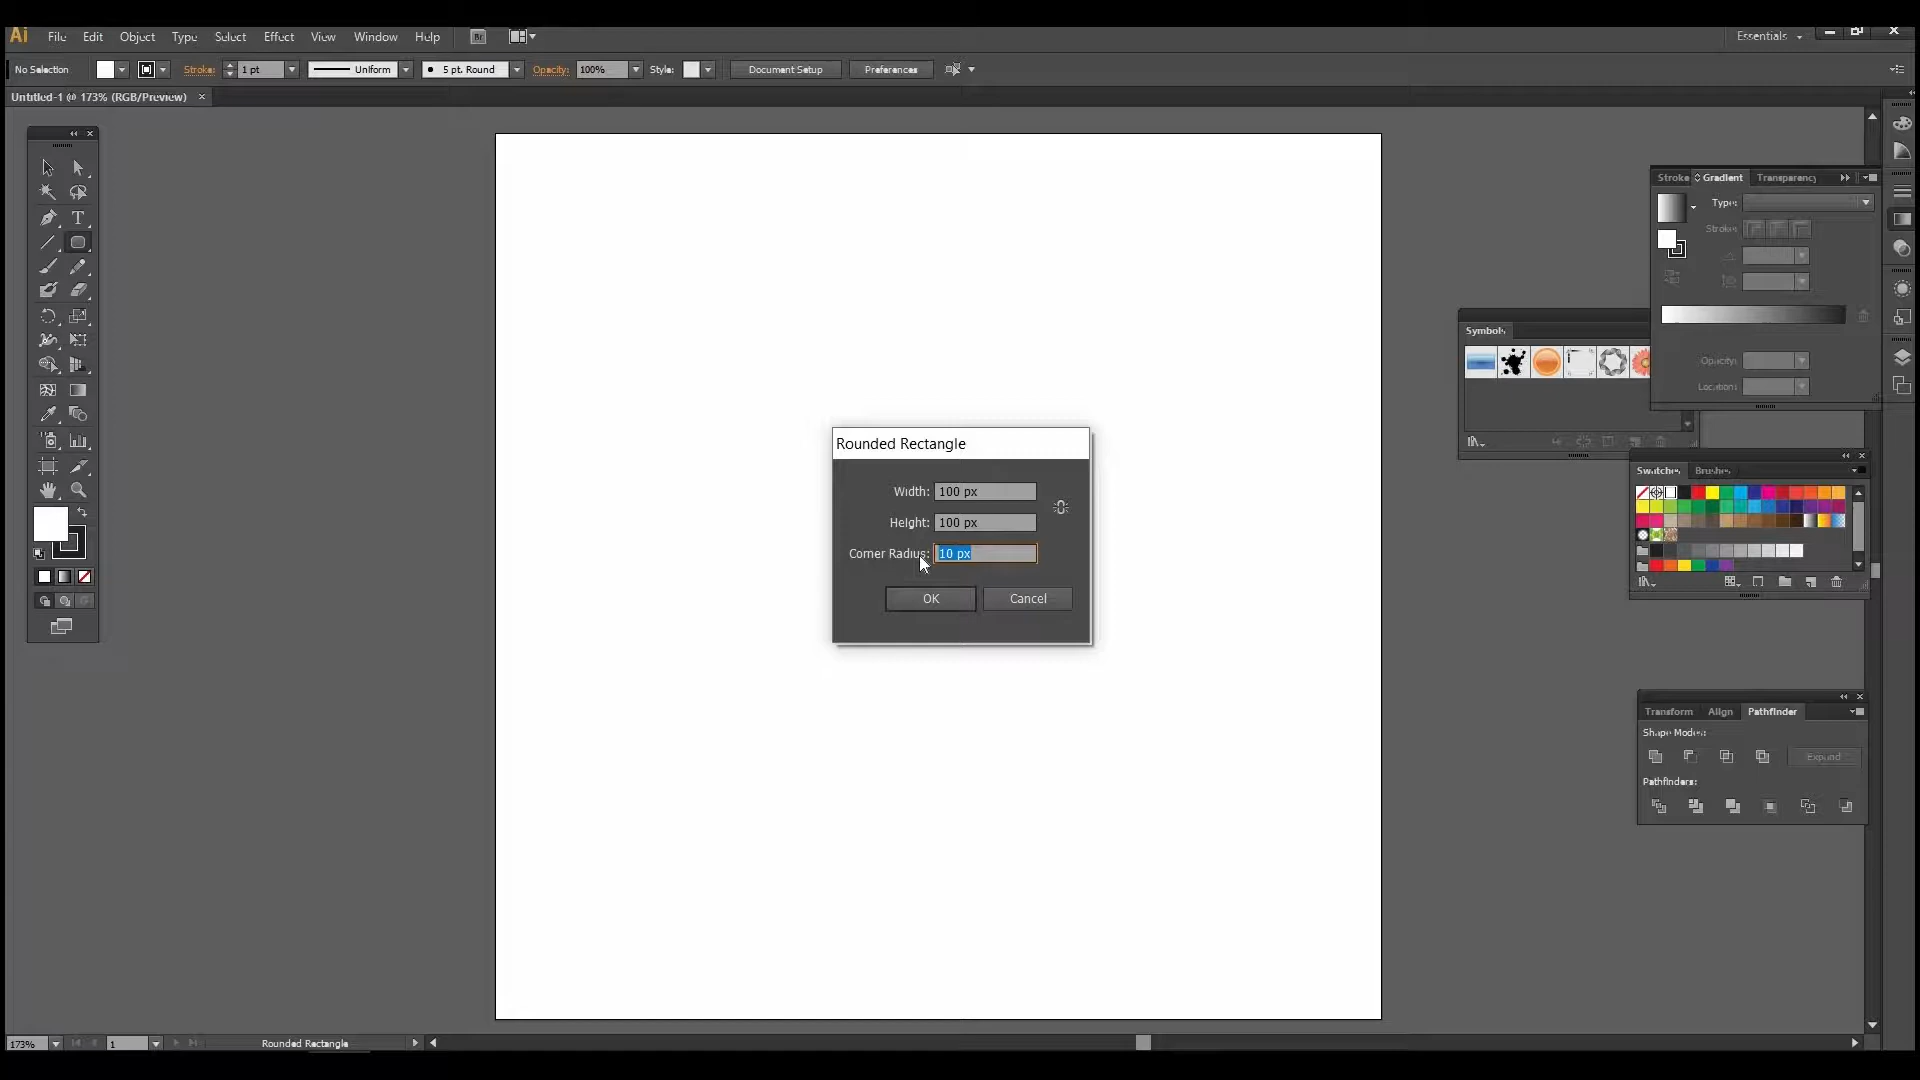 Ai File Edit Object Type Select Effect View Window Help Br Essentials
No Selection Stroke: 1 pt Uniform 5 pt. Round Opacity: 100% Style: Document Setup Preferences
Untitled-1 @ 173% (RGB/Preview)
Stroke Gradient Transparency
Type:
Stroke:
Opacity:
Location:
Symbols
Rounded Rectangle
Width: 100 px
Height: 100 px
Corner Radius: 10 px
OK Cancel
Swatches Brushes
Transform Align Pathfinder
Shape Modes:
Expand
Pathfinders:
173% 1 Rounded Rectangle